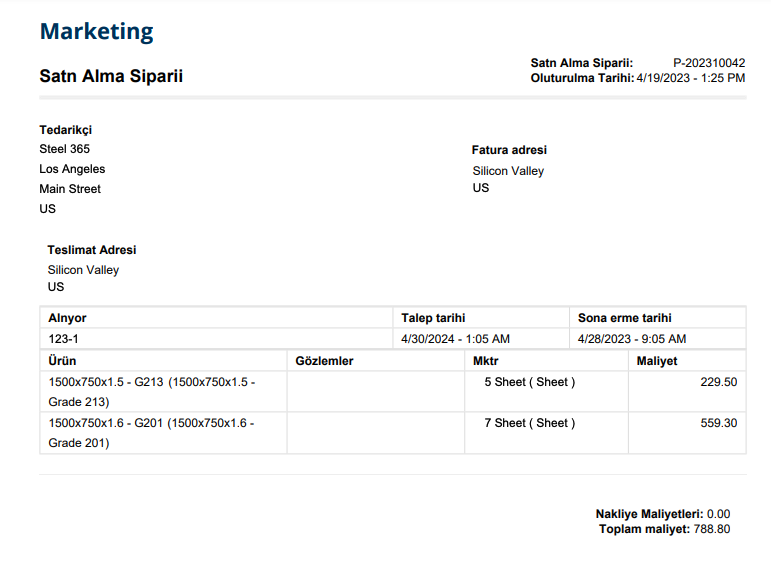 Marketing
Satn Alma Siparii
Satn Alma Siparii: P-202310042
Oluturulma Tarihi: 4/19/2023 - 1:25 PM
Tedarikçi
Steel 365
Los Angeles
Main Street
US
Fatura adresi
Silicon Valley
US
Teslimat Adresi
Silicon Valley
US
Alnyor Talep tarihi Sona erme tarihi
123-1 4/30/2024 - 1:05 AM 4/28/2023 - 9:05 AM
Ürün Gözlemler Mktr Maliyet
1500x750x1.5 - G213 (1500x750x1.5 - 5 Sheet ( Sheet ) 229.50
Grade 213)
1500x750x1.6 - G201 (1500x750x1.6 - 7 Sheet ( Sheet ) 559.30
Grade 201)
Nakliye Maliyetleri: 0.00
Toplam maliyet: 788.80